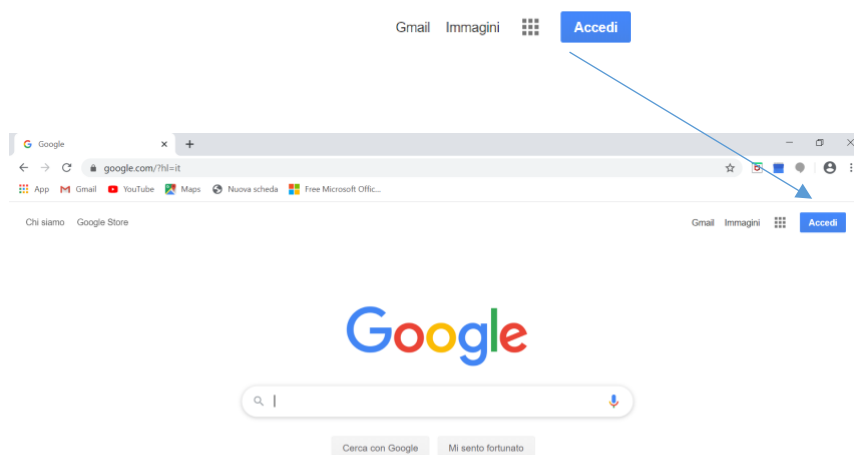 Gmail Immagini Accedi
Google
google.com/?hl=it
App Gmail YouTube Maps Nuova scheda Free Microsoft Offic...
Chi siamo Google Store Gmail Immagini Accedi
Google
Cerca con Google Mi sento fortunato